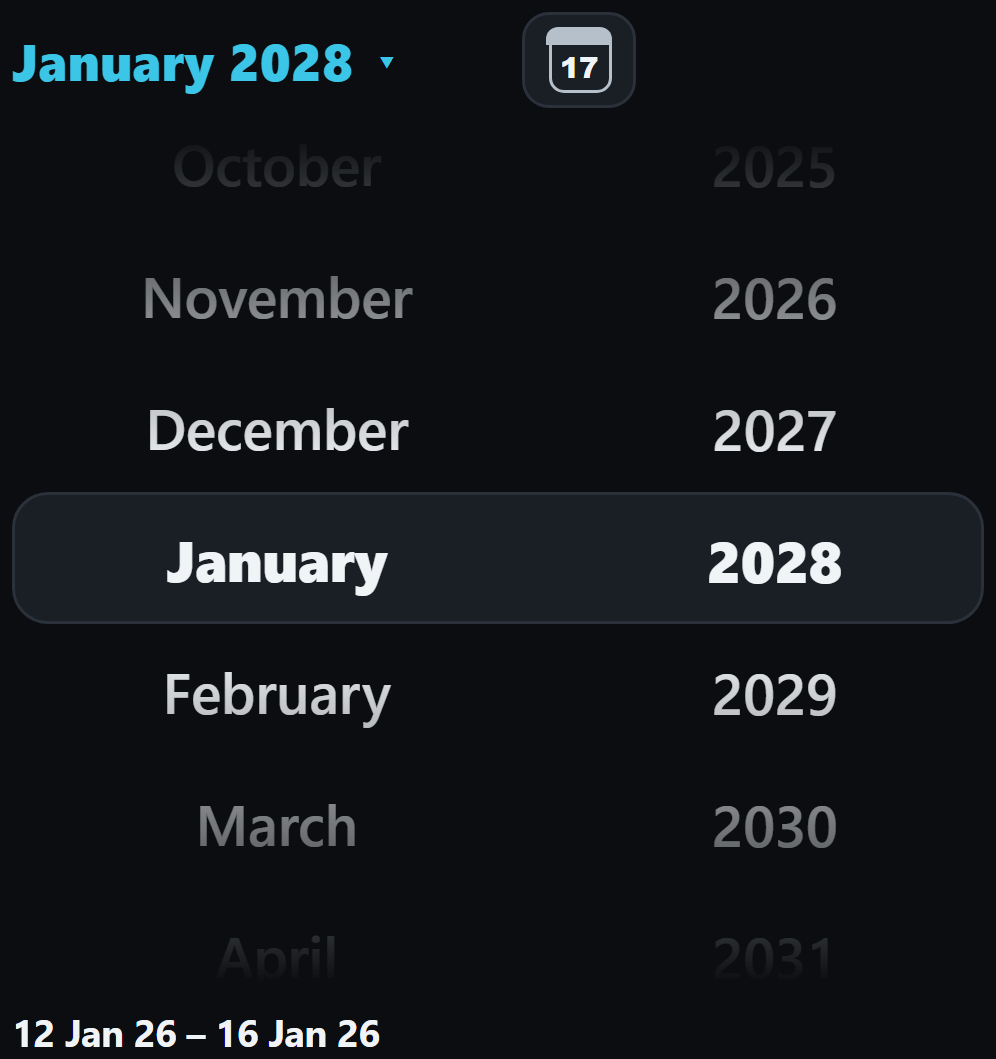 January 2028 ▼
17
October 2025
November 2026
December 2027
January 2028
February 2029
March 2030
April 2031
12 Jan 26 – 16 Jan 26